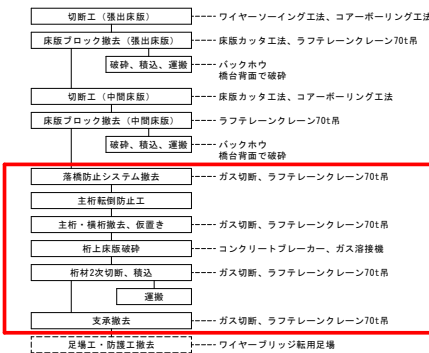 切断工（張出床版） ワイヤーソーイング工法、コアーボーリング工法
床版ブロック撤去（張出床版） 床版カッタ工法、ラフテレーンクレーン70t吊
破砕、積込、運搬 バックホウ
橋台背面で破砕
切断工（中間床版） 床版カッタ工法、コアーボーリング工法
床版ブロック撤去（中間床版） ラフテレーンクレーン70t吊
破砕、積込、運搬 バックホウ
橋台背面で破砕
落橋防止システム撤去 ガス切断、ラフテレーンクレーン70t吊
主桁転倒防止工
主桁・横桁撤去、仮置き ガス切断、ラフテレーンクレーン70t吊
桁上床版破砕 コンクリートブレーカー、ガス溶接機
桁材2次切断、積込 ガス切断、ラフテレーンクレーン70t吊
運搬
支承撤去 ガス切断、ラフテレーンクレーン70t吊
足場工・防護工撤去 ワイヤーブリッジ転用足場